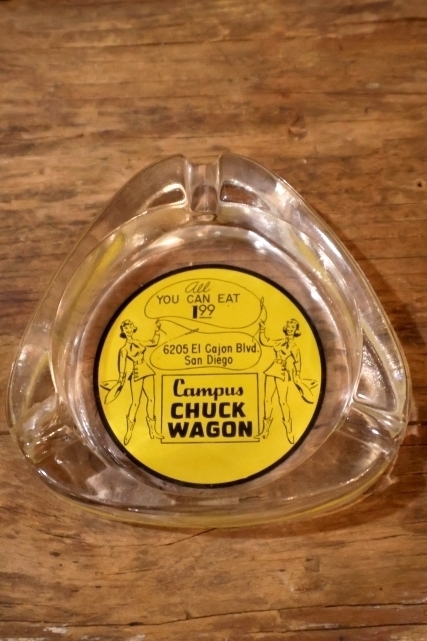 All
YOU CAN EAT
1.99
6205 El Cajon Blvd.
San Diego
Campus
CHUCK
WAGON